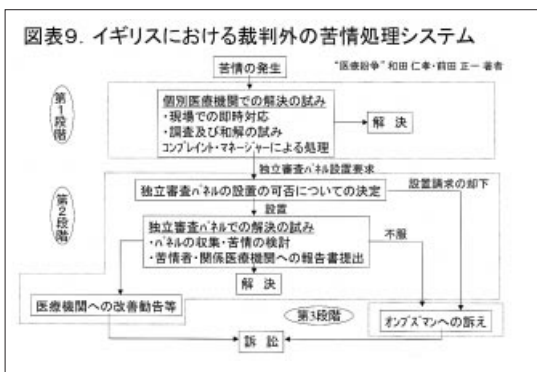 図表9. イギリスにおける裁判外の苦情処理システム
苦情の発生
“医療紛争” 和田 仁孝・前田 正一 著者
第1段階
個別医療機関での解決の試み
・現場での即時対応
・調査及び和解の試み
コンプレイント・マネージャーによる処理
解 決
独立審査パネル設置要求
第2段階
独立審査パネルの設置の可否についての決定
設置請求の却下
設置
独立審査パネルでの解決の試み
・パネルの収集・苦情の検討
・苦情者・関係医療機関への報告書提出
不服
解 決
医療機関への改善勧告等
第3段階
オンブズマンへの訴え
訴 訟